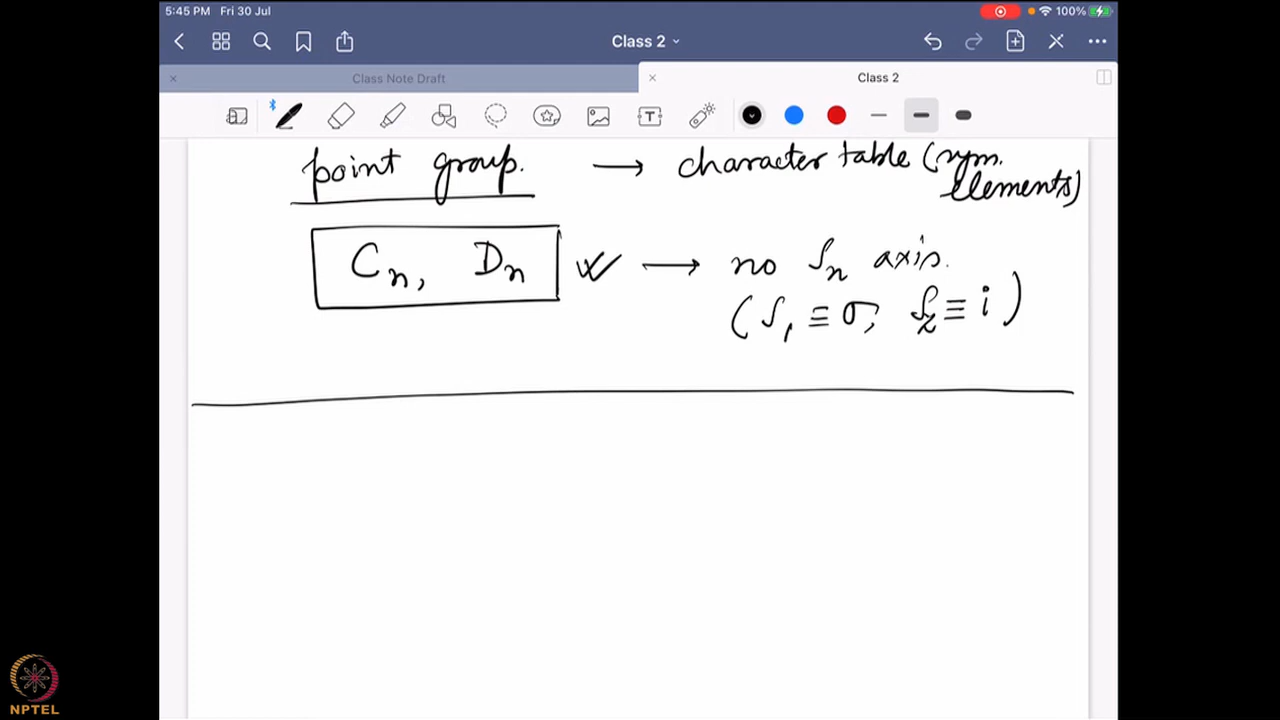 5:45 PM Fri 30 Jul
100%
Class 2
Class Note Draft
Class 2
T
point group. → character table (sym. elements)
Cn, Dn → no Sn axis.
(S1 ≡ σ, S2 ≡ i)
NPTEL